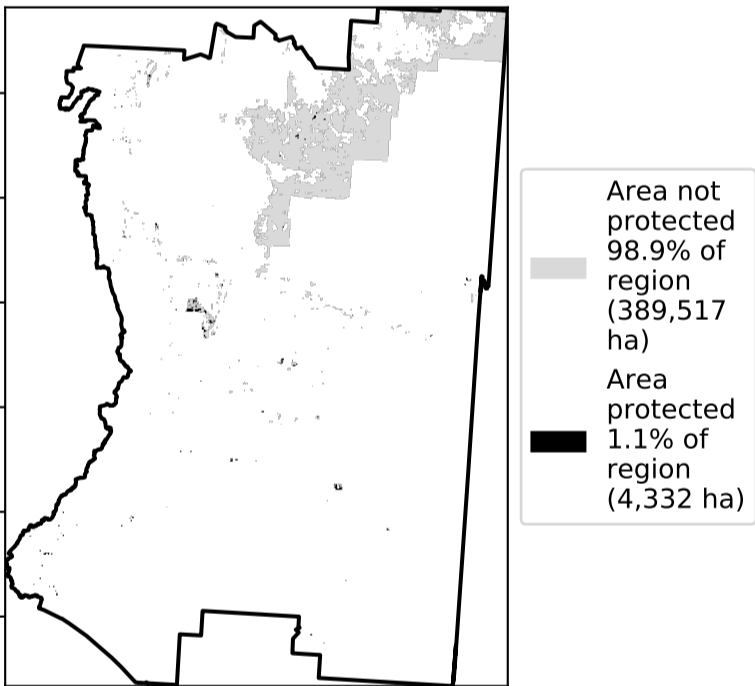 Area not
protected
98.9% of
region
(389,517
ha)
Area
protected
1.1% of
region
(4,332 ha)